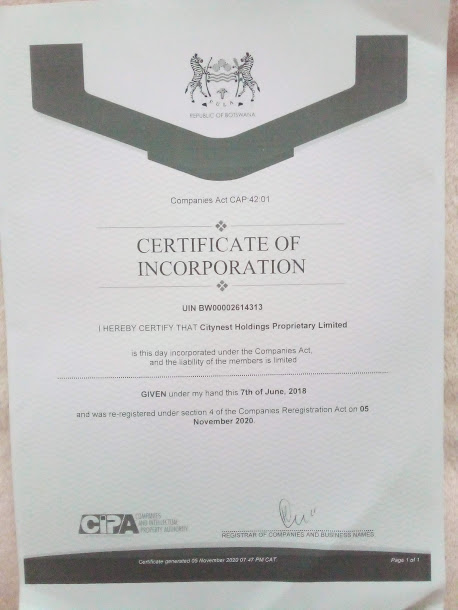 PULA
REPUBLIC OF BOTSWANA
Companies Act CAP 42:01
CERTIFICATE OF
INCORPORATION
UIN BW00002614313
I HEREBY CERTIFY THAT Citynest Holdings Proprietary Limited
is this day incorporated under the Companies Act,
and the liability of the members is limited
GIVEN under my hand this 7th of June, 2018
and was re-registered under section 4 of the Companies Reregistration Act on 05
November 2020.
CiPA COMPANIES
AND INTELLECTUAL
PROPERTY AUTHORITY
REGISTRAR OF COMPANIES AND BUSINESS NAMES
Certificate generated 05 November 2020 07:47 PM CAT
Page 1 of 1